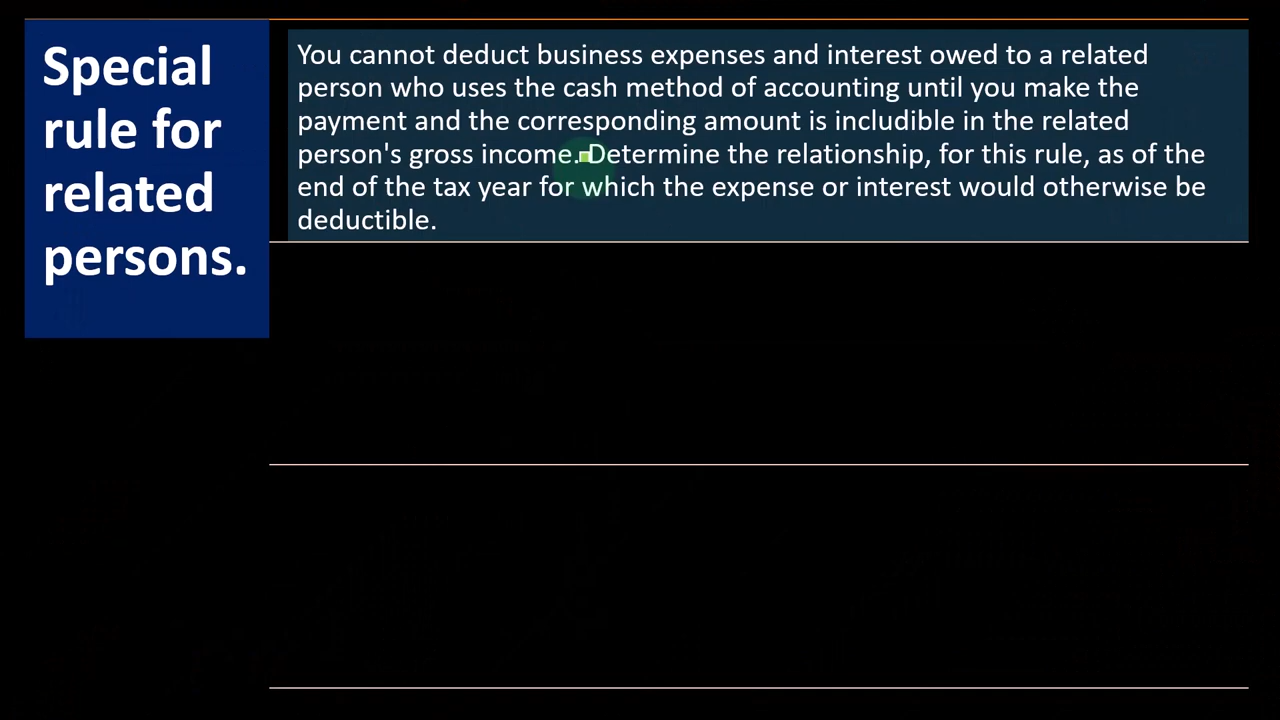 Special
rule for
related
persons.
You cannot deduct business expenses and interest owed to a related
person who uses the cash method of accounting until you make the
payment and the corresponding amount is includible in the related
person's gross income. Determine the relationship, for this rule, as of the
end of the tax year for which the expense or interest would otherwise be
deductible.